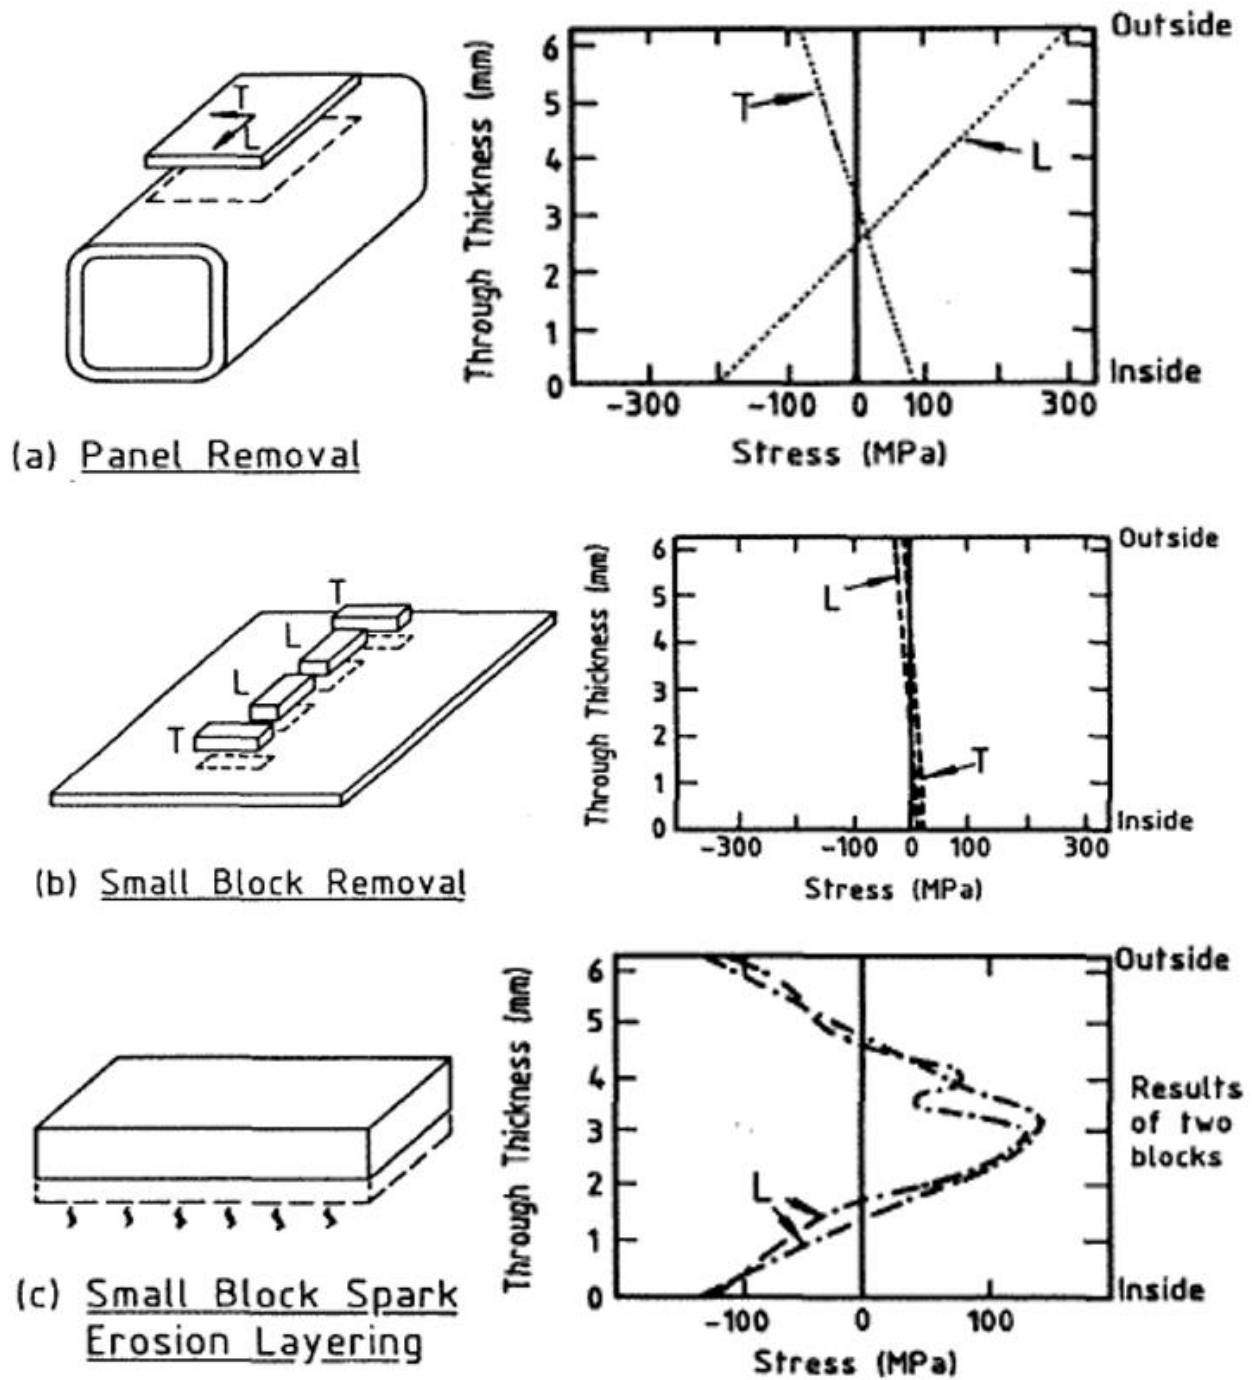 Outside
6
5
4
3
2
1
0
Through Thickness (mm)
T
L
T
L
Inside
-300 -100 0 100 300
Stress (MPa)
(a) Panel Removal
Outside
6
5
4
3
2
1
0
Through Thickness (mm)
T
L
L
T
L
T
Inside
-300 -100 0 100 300
Stress (MPa)
(b) Small Block Removal
Outside
6
5
4
3
2
1
0
Through Thickness (mm)
Results
of two
blocks
L
Inside
-100 0 100
Stress (MPa)
(c) Small Block Spark
Erosion Layering